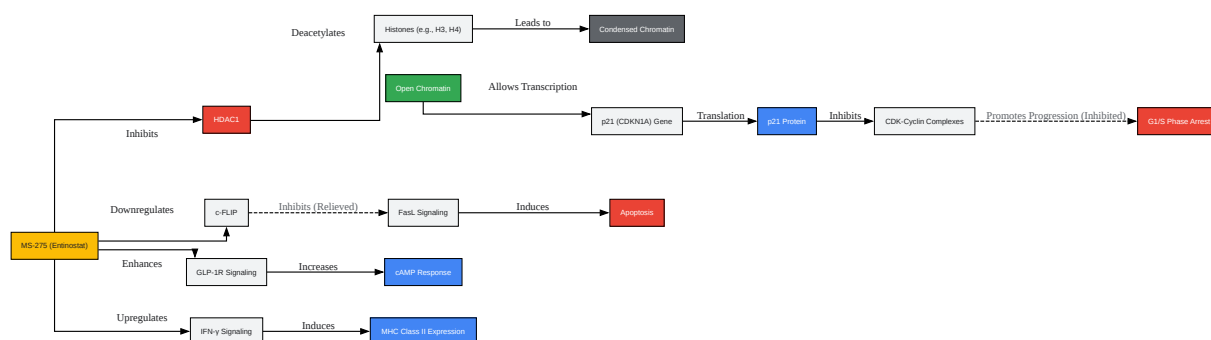 Deacetylates
Histones (e.g., H3, H4)
Leads to
Condensed Chromatin
Open Chromatin
Allows Transcription
HDAC1
Inhibits
p21 (CDKN1A) Gene
Translation
p21 Protein
Inhibits
CDK-Cyclin Complexes
Promotes Progression (Inhibited)
G1/S Phase Arrest
Downregulates
c-FLIP
Inhibits (Relieved)
FasL Signaling
Induces
Apoptosis
MS-275 (Entinostat)
Enhances
GLP-1R Signaling
Increases
cAMP Response
Upregulates
IFN-γ Signaling
Induces
MHC Class II Expression